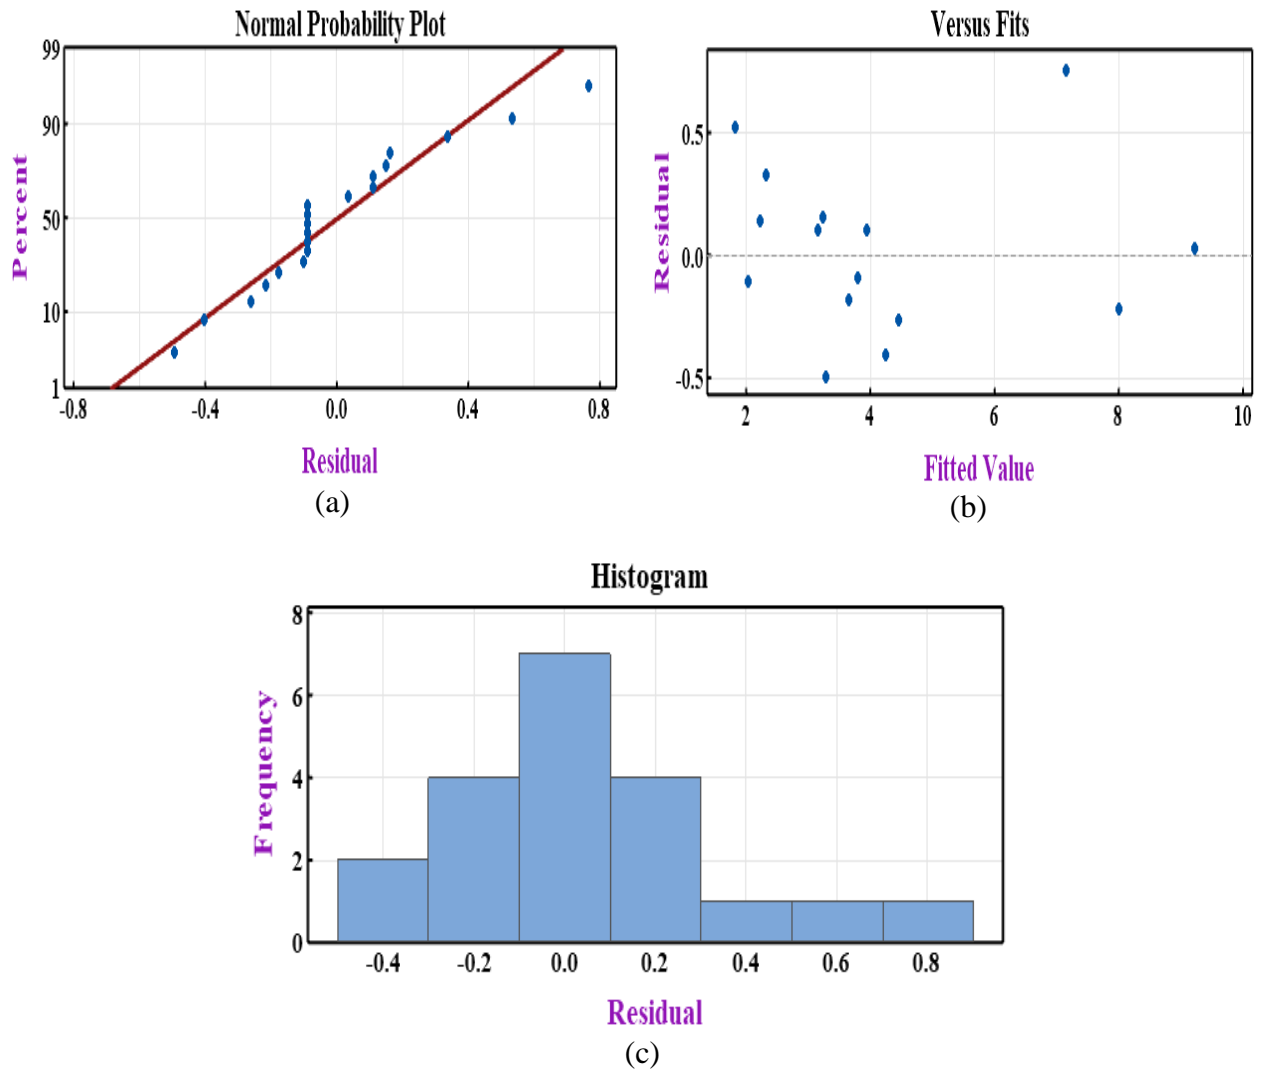 Normal Probability Plot
99
90
50
10
1
Percent
-0.8 -0.4 0.0 0.4 0.8
Residual
(a)
Versus Fits
0.5
0.0
-0.5
Residual
2 4 6 8 10
Fitted Value
(b)
Histogram
8
6
4
2
0
Frequency
-0.4 -0.2 0.0 0.2 0.4 0.6 0.8
Residual
(c)